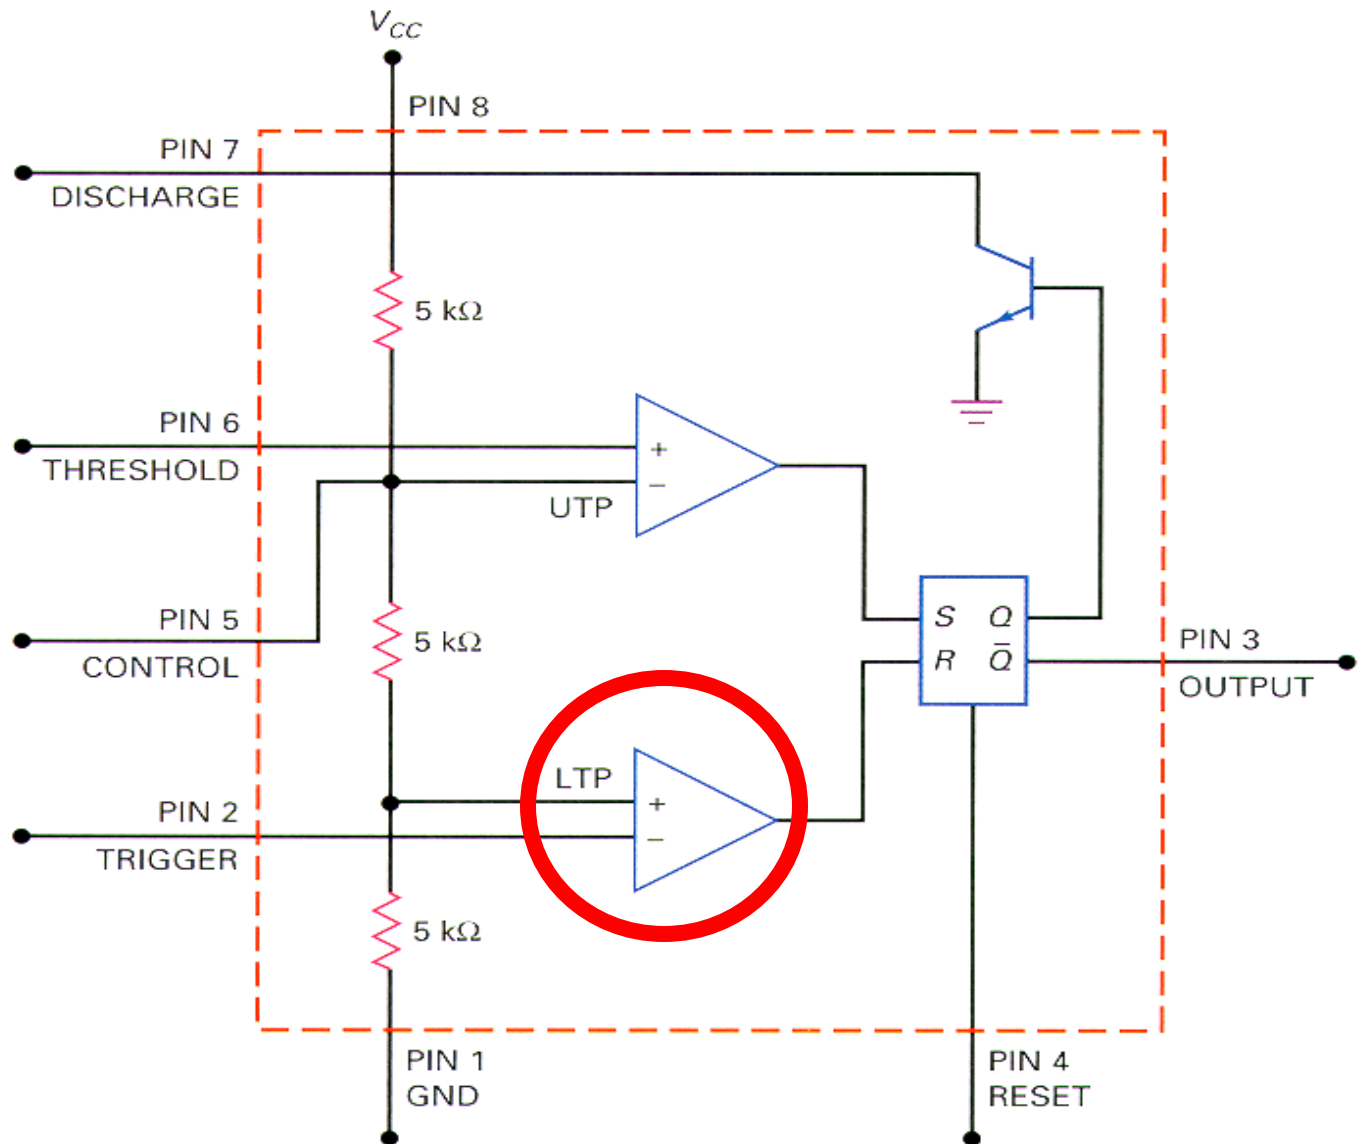 V_CC
PIN 8
PIN 7
DISCHARGE
5 kΩ
PIN 6
THRESHOLD
+
−
UTP
PIN 5
CONTROL
5 kΩ
S Q
R Q̅
PIN 3
OUTPUT
LTP
+
−
PIN 2
TRIGGER
5 kΩ
PIN 1
GND
PIN 4
RESET